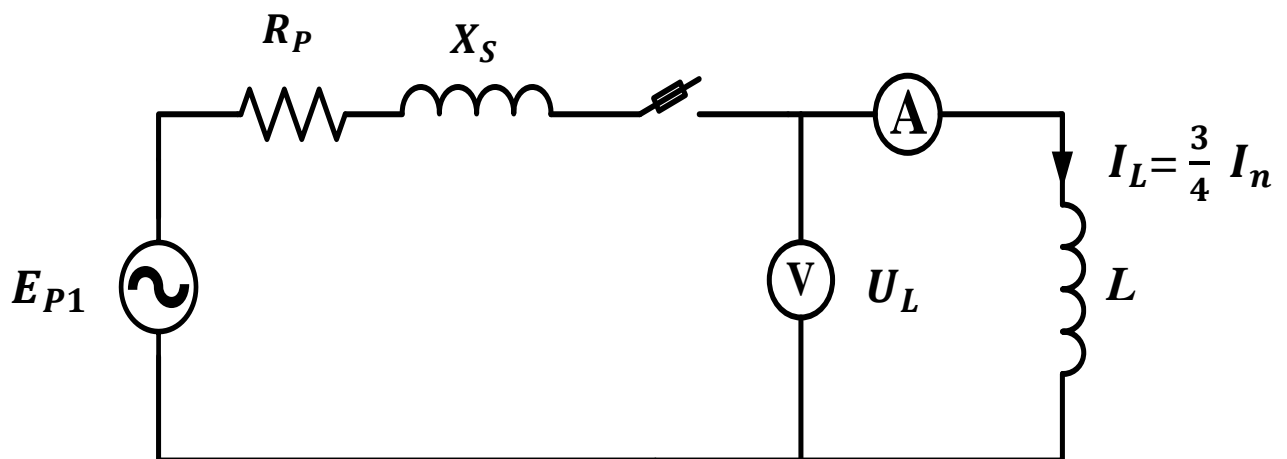 R_P
X_S
A
I_L = 3/4 I_n
E_P1
V
U_L
L